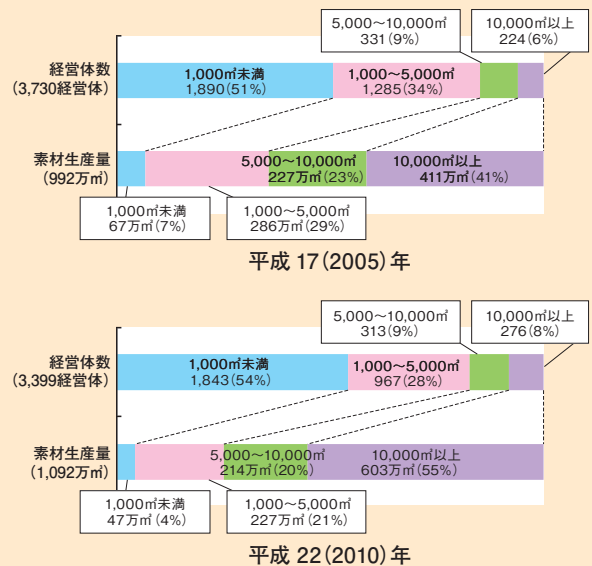 5,000～10,000㎥
331(9%)
10,000㎥以上
224(6%)
経営体数
(3,730経営体)
1,000㎥未満
1,890(51%)
1,000～5,000㎥
1,285(34%)
素材生産量
(992万㎥)
5,000～10,000㎥
227万㎥(23%)
10,000㎥以上
411万㎥(41%)
1,000㎥未満
67万㎥(7%)
1,000～5,000㎥
286万㎥(29%)
平成 17(2005)年
5,000～10,000㎥
313(9%)
10,000㎥以上
276(8%)
経営体数
(3,399経営体)
1,000㎥未満
1,843(54%)
1,000～5,000㎥
967(28%)
素材生産量
(1,092万㎥)
5,000～10,000㎥
214万㎥(20%)
10,000㎥以上
603万㎥(55%)
1,000㎥未満
47万㎥(4%)
1,000～5,000㎥
227万㎥(21%)
平成 22(2010)年